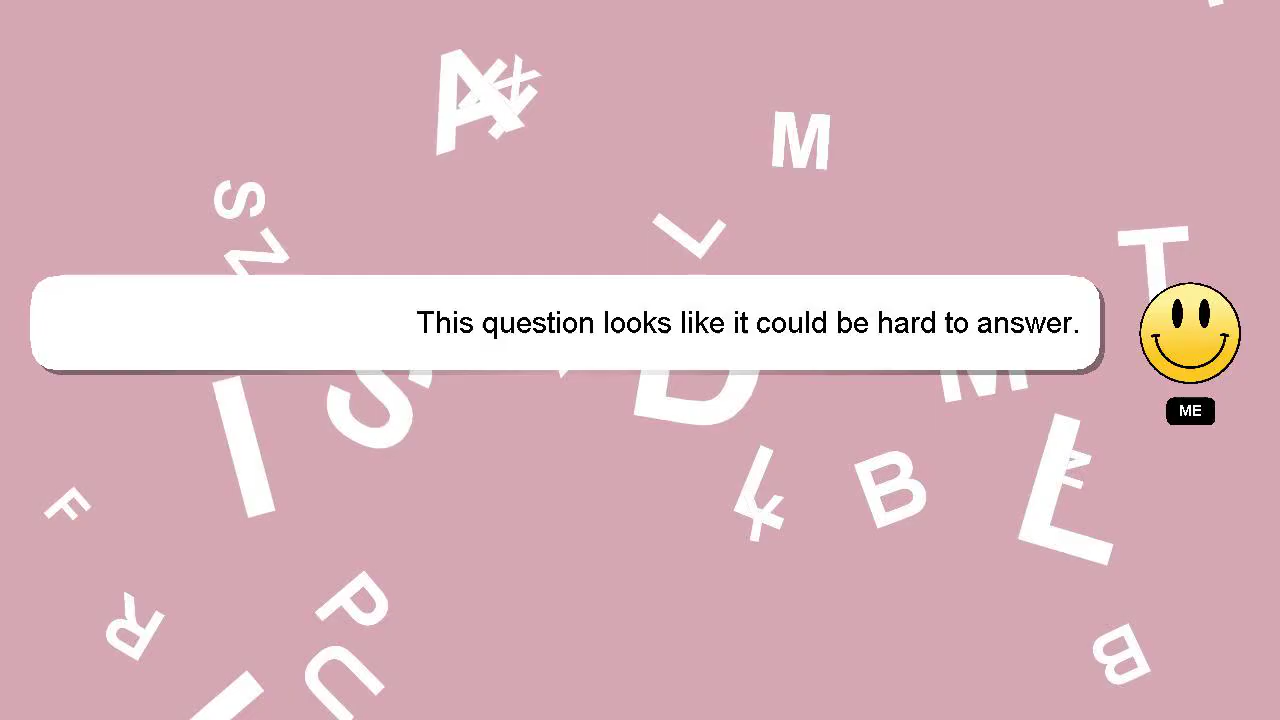 A
M
S
Z
L
T
This question looks like it could be hard to answer.
ME
I
S
D
M
L
N
B
F
R
P
U
B